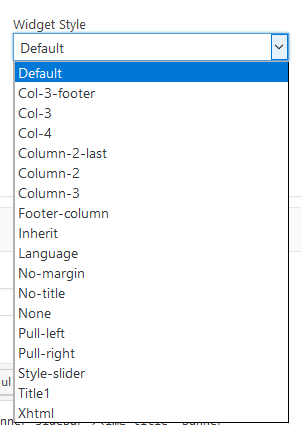 Widget Style
Default
Default
Col-3-footer
Col-3
Col-4
Column-2-last
Column-2
Column-3
Footer-column
Inherit
Language
No-margin
No-title
None
Pull-left
Pull-right
Style-slider
ul
Title1
Xhtml